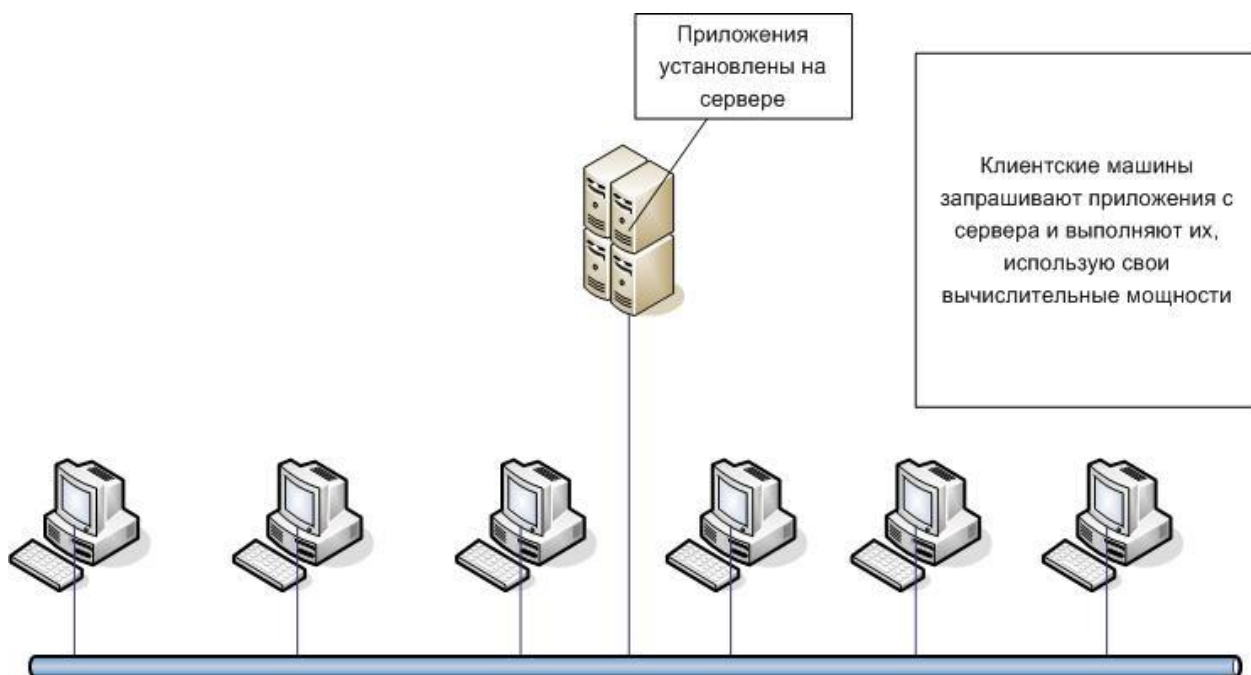 Приложения
установлены на
сервере
Клиентские машины
запрашивают приложения с
сервера и выполняют их,
использую свои
вычислительные мощности